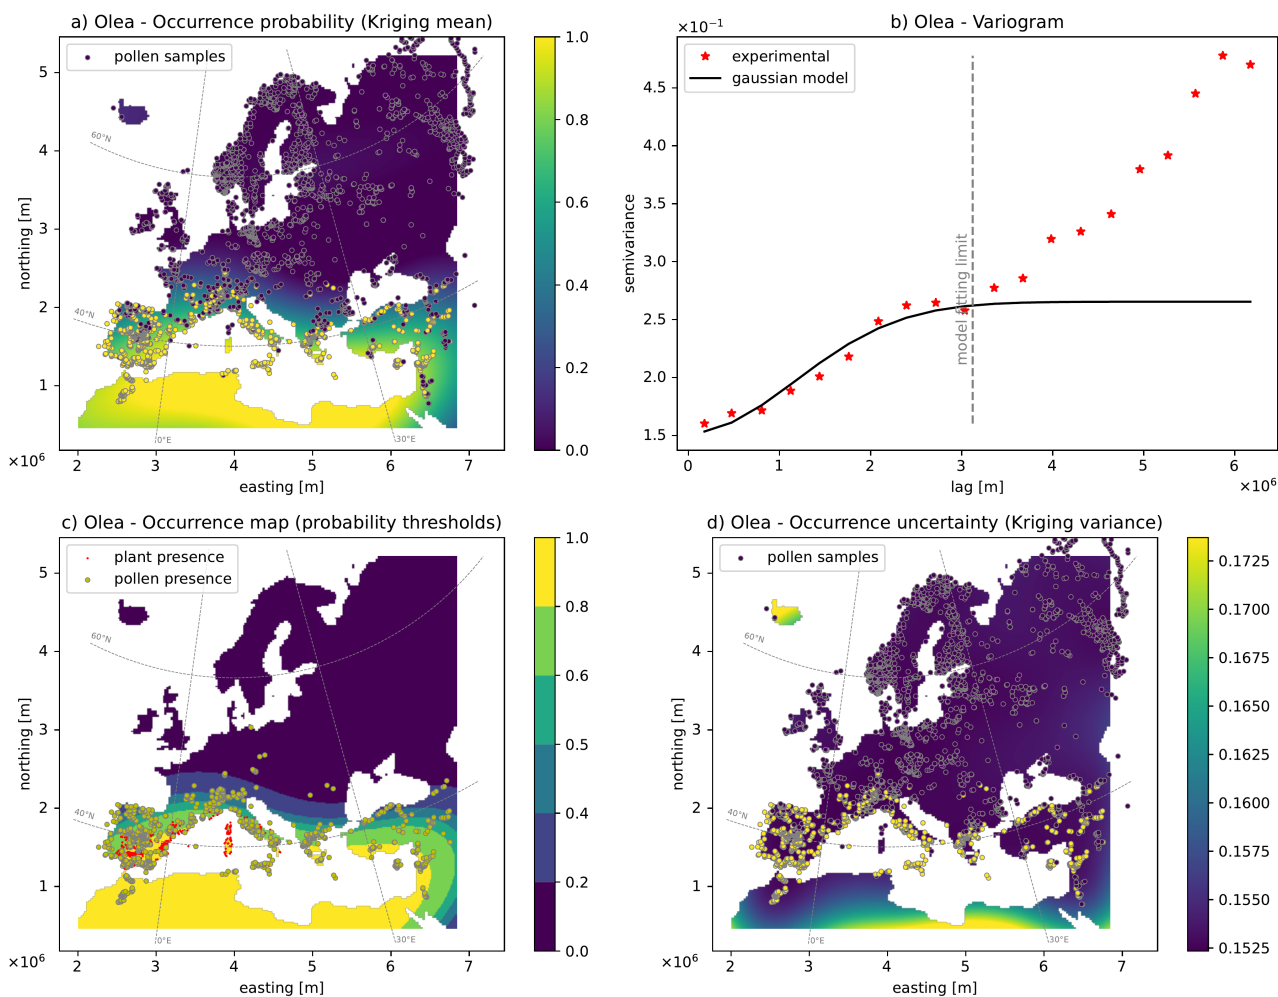 a) Olea - Occurrence probability (Kriging mean)
pollen samples
60°N
40°N
0°E
30°E
5
4
3
2
1
northing [m]
×10⁶
2 3 4 5 6 7
easting [m]
1.0
0.8
0.6
0.4
0.2
0.0
b) Olea - Variogram
×10⁻¹
experimental
gaussian model
model fitting limit
4.5
4.0
3.5
3.0
2.5
2.0
1.5
semivariance
0 1 2 3 4 5 6
lag [m]
×10⁶
c) Olea - Occurrence map (probability thresholds)
plant presence
pollen presence
60°N
40°N
0°E
30°E
5
4
3
2
1
northing [m]
×10⁶
2 3 4 5 6 7
easting [m]
1.0
0.8
0.6
0.5
0.4
0.2
0.0
d) Olea - Occurrence uncertainty (Kriging variance)
pollen samples
60°N
40°N
0°E
30°E
5
4
3
2
1
northing [m]
×10⁶
2 3 4 5 6 7
easting [m]
0.1725
0.1700
0.1675
0.1650
0.1625
0.1600
0.1575
0.1550
0.1525